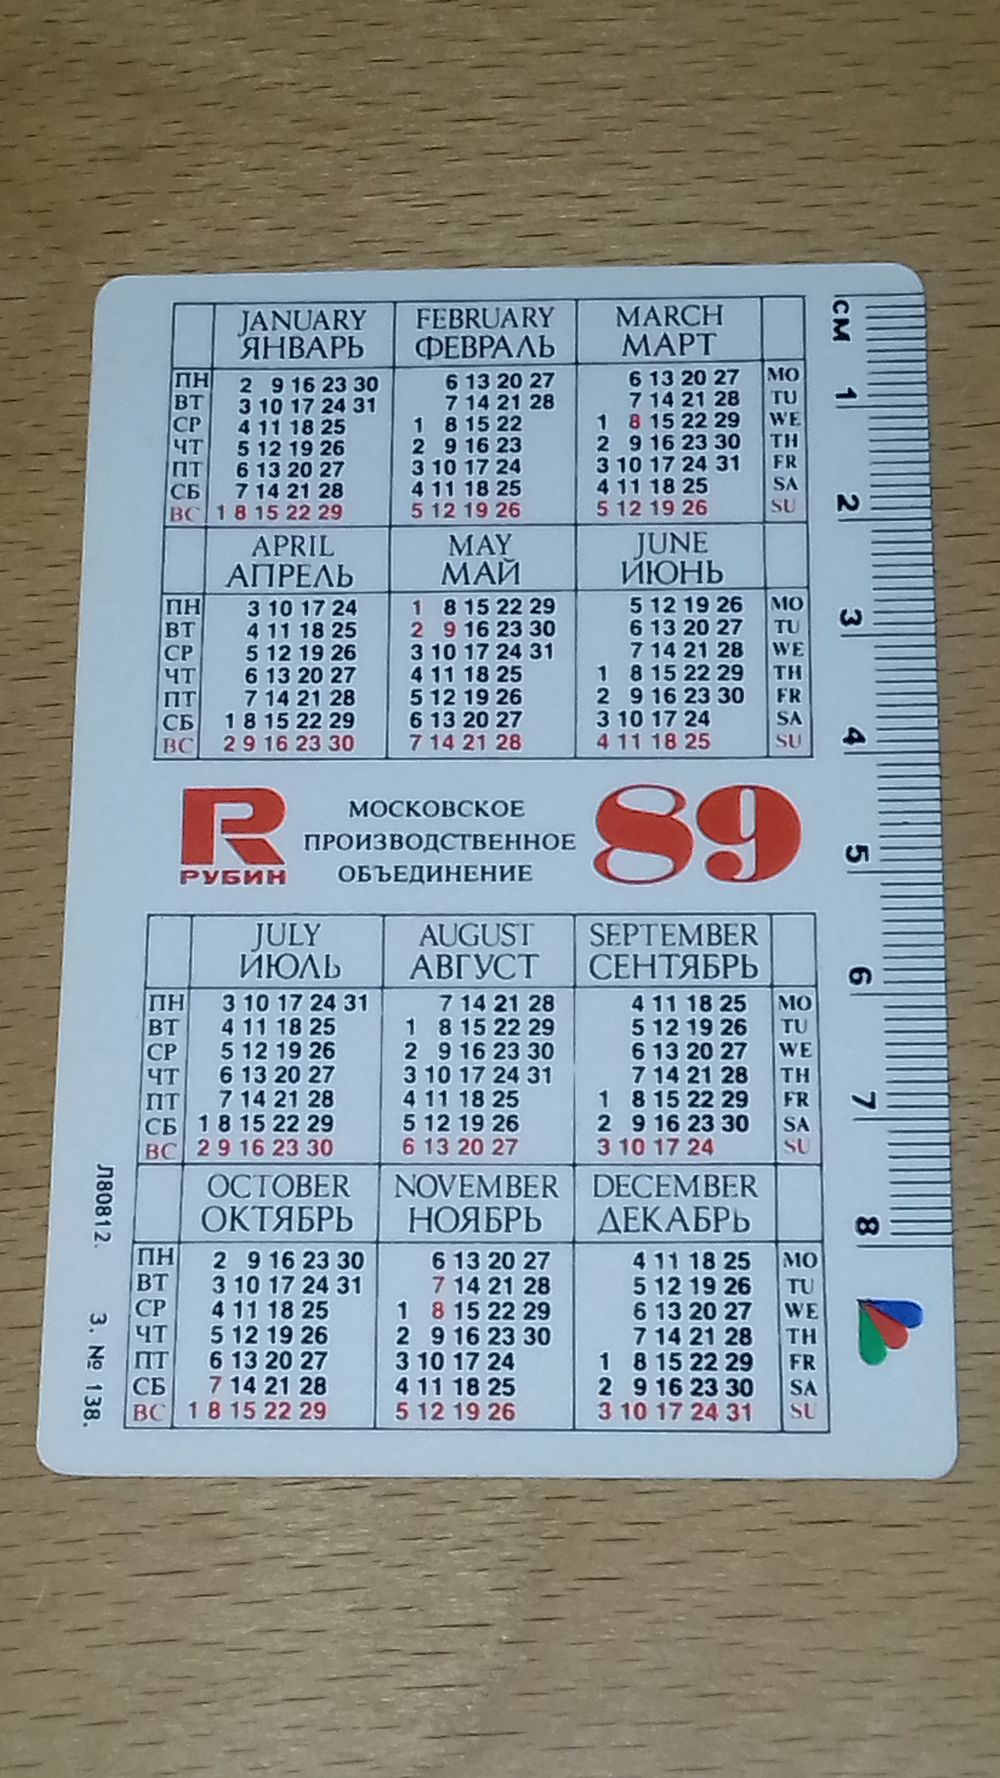 JANUARY FEBRUARY MARCH
ЯНВАРЬ ФЕВРАЛЬ МАРТ
ПН 2 9 16 23 30 6 13 20 27 6 13 20 27 MO
ВТ 3 10 17 24 31 7 14 21 28 7 14 21 28 TU
СР 4 11 18 25 1 8 15 22 1 8 15 22 29 WE
ЧТ 5 12 19 26 2 9 16 23 2 9 16 23 30 TH
ПТ 6 13 20 27 3 10 17 24 3 10 17 24 31 FR
СБ 7 14 21 28 4 11 18 25 4 11 18 25 SA
ВС 1 8 15 22 29 5 12 19 26 5 12 19 26 SU
APRIL MAY JUNE
АПРЕЛЬ МАЙ ИЮНЬ
ПН 3 10 17 24 1 8 15 22 29 5 12 19 26 MO
ВТ 4 11 18 25 2 9 16 23 30 6 13 20 27 TU
СР 5 12 19 26 3 10 17 24 31 7 14 21 28 WE
ЧТ 6 13 20 27 4 11 18 25 1 8 15 22 29 TH
ПТ 7 14 21 28 5 12 19 26 2 9 16 23 30 FR
СБ 1 8 15 22 29 6 13 20 27 3 10 17 24 SA
ВС 2 9 16 23 30 7 14 21 28 4 11 18 25 SU
R
РУБИН
МОСКОВСКОЕ
ПРОИЗВОДСТВЕННОЕ
ОБЪЕДИНЕНИЕ
89
JULY AUGUST SEPTEMBER
ИЮЛЬ АВГУСТ СЕНТЯБРЬ
ПН 3 10 17 24 31 7 14 21 28 4 11 18 25 MO
ВТ 4 11 18 25 1 8 15 22 29 5 12 19 26 TU
СР 5 12 19 26 2 9 16 23 30 6 13 20 27 WE
ЧТ 6 13 20 27 3 10 17 24 31 7 14 21 28 TH
ПТ 7 14 21 28 4 11 18 25 1 8 15 22 29 FR
СБ 1 8 15 22 29 5 12 19 26 2 9 16 23 30 SA
ВС 2 9 16 23 30 6 13 20 27 3 10 17 24 SU
OCTOBER NOVEMBER DECEMBER
ОКТЯБРЬ НОЯБРЬ ДЕКАБРЬ
ПН 2 9 16 23 30 6 13 20 27 4 11 18 25 MO
ВТ 3 10 17 24 31 7 14 21 28 5 12 19 26 TU
СР 4 11 18 25 1 8 15 22 29 6 13 20 27 WE
ЧТ 5 12 19 26 2 9 16 23 30 7 14 21 28 TH
ПТ 6 13 20 27 3 10 17 24 1 8 15 22 29 FR
СБ 7 14 21 28 4 11 18 25 2 9 16 23 30 SA
ВС 1 8 15 22 29 5 12 19 26 3 10 17 24 31 SU
см 1 2 3 4 5 6 7 8
Л80812. З. № 138.